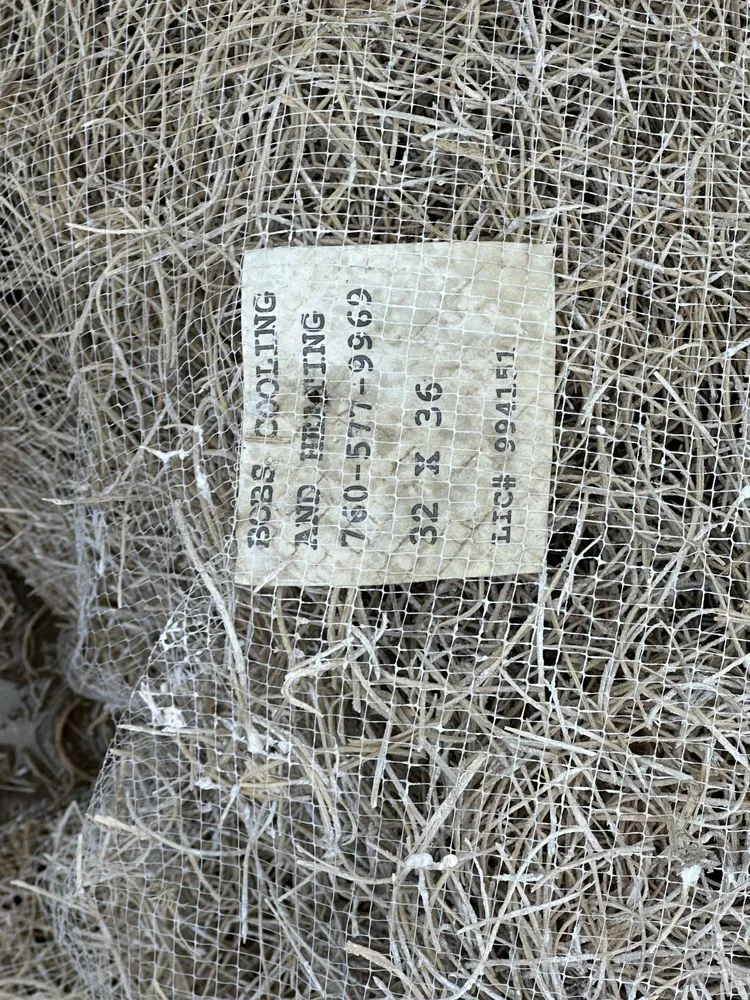 BOBS COOLING
AND HEATING
760-577-9969
32 X 36
LIC# 994151